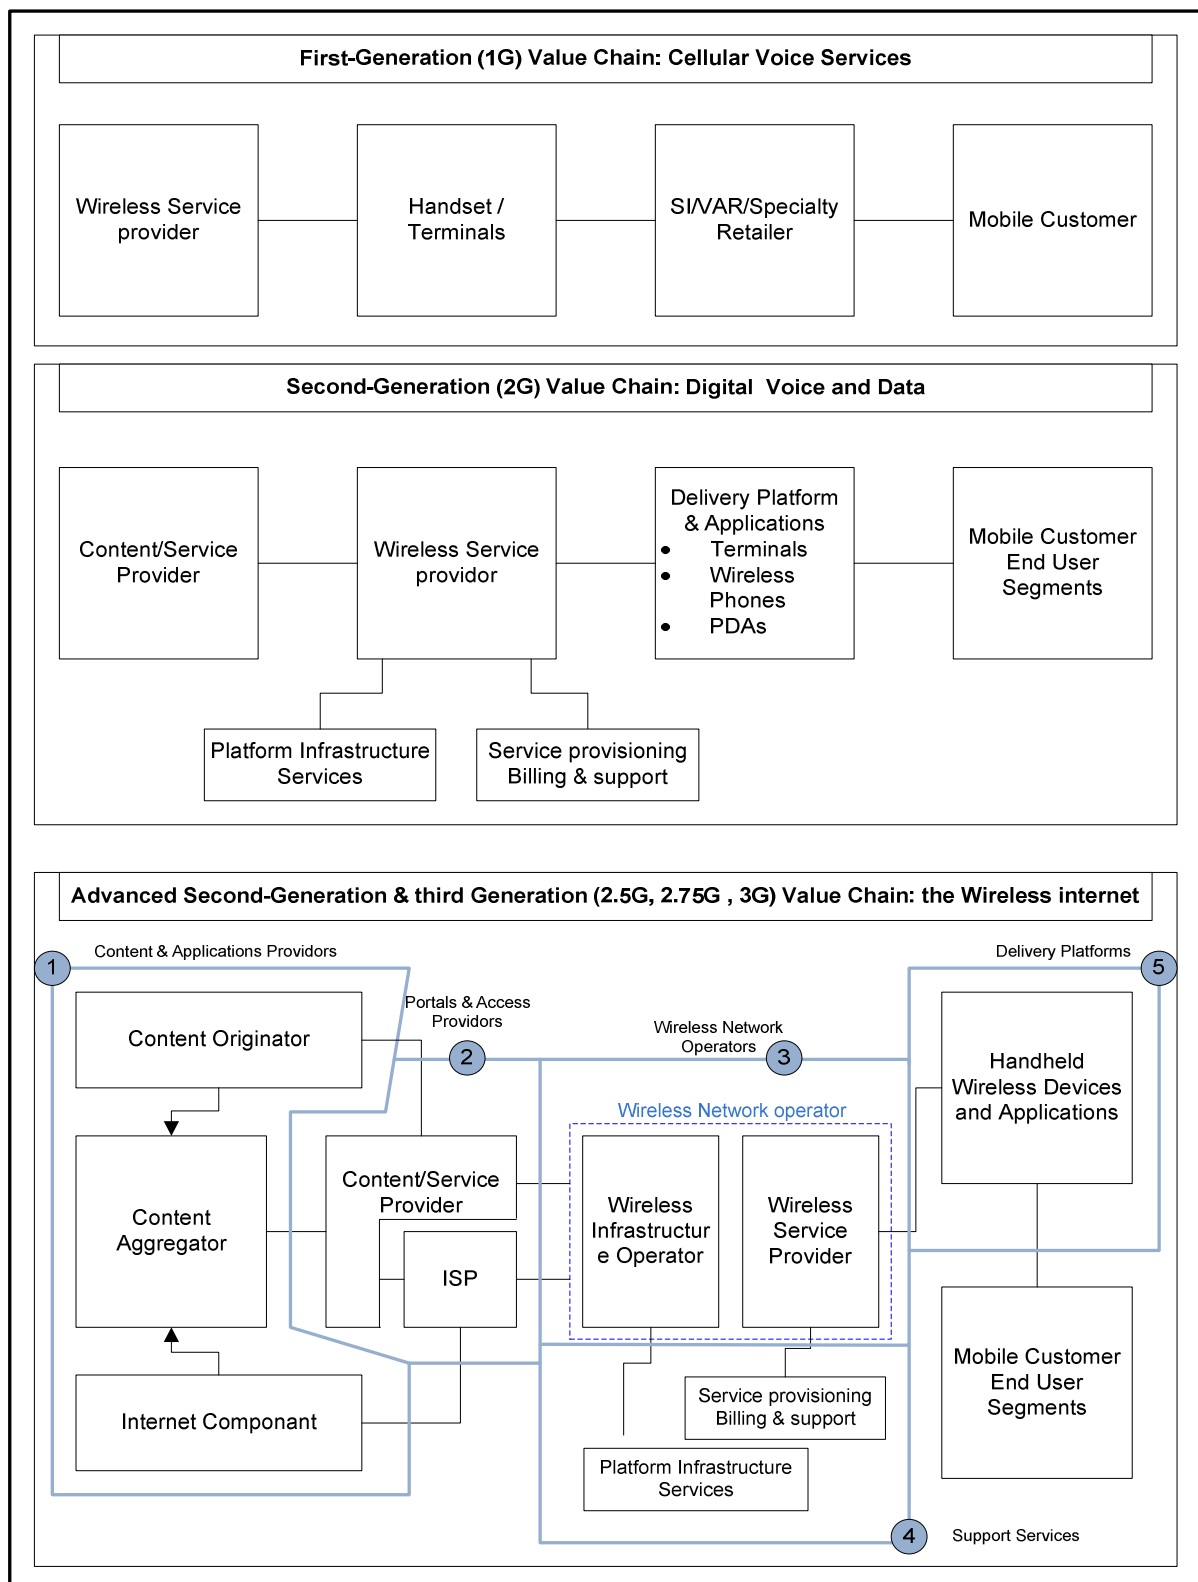 First-Generation (1G) Value Chain: Cellular Voice Services
Wireless Service
provider
Handset /
Terminals
SI/VAR/Specialty
Retailer
Mobile Customer
Second-Generation (2G) Value Chain: Digital Voice and Data
Content/Service
Provider
Wireless Service
providor
Delivery Platform
& Applications
• Terminals
• Wireless
Phones
• PDAs
Mobile Customer
End User
Segments
Platform Infrastructure
Services
Service provisioning
Billing & support
Advanced Second-Generation & third Generation (2.5G, 2.75G , 3G) Value Chain: the Wireless internet
1
Content & Applications Providors
Delivery Platforms
5
Portals & Access
Providors
2
Wireless Network
Operators
3
Content Originator
Handheld
Wireless Devices
and Applications
Wireless Network operator
Content
Aggregator
Content/Service
Provider
ISP
Wireless
Infrastructur
e Operator
Wireless
Service
Provider
Internet Componant
Service provisioning
Billing & support
Platform Infrastructure
Services
Mobile Customer
End User
Segments
4
Support Services